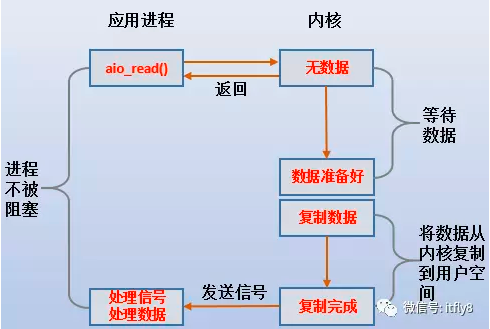 应用进程
内核
aio_read()
无数据
返回
等待
数据
进程
不被
阻塞
数据准备好
复制数据
将数据从
内核复制
到用户空
间
发送信号
处理信号
处理数据
复制完成
微信号: itfly8